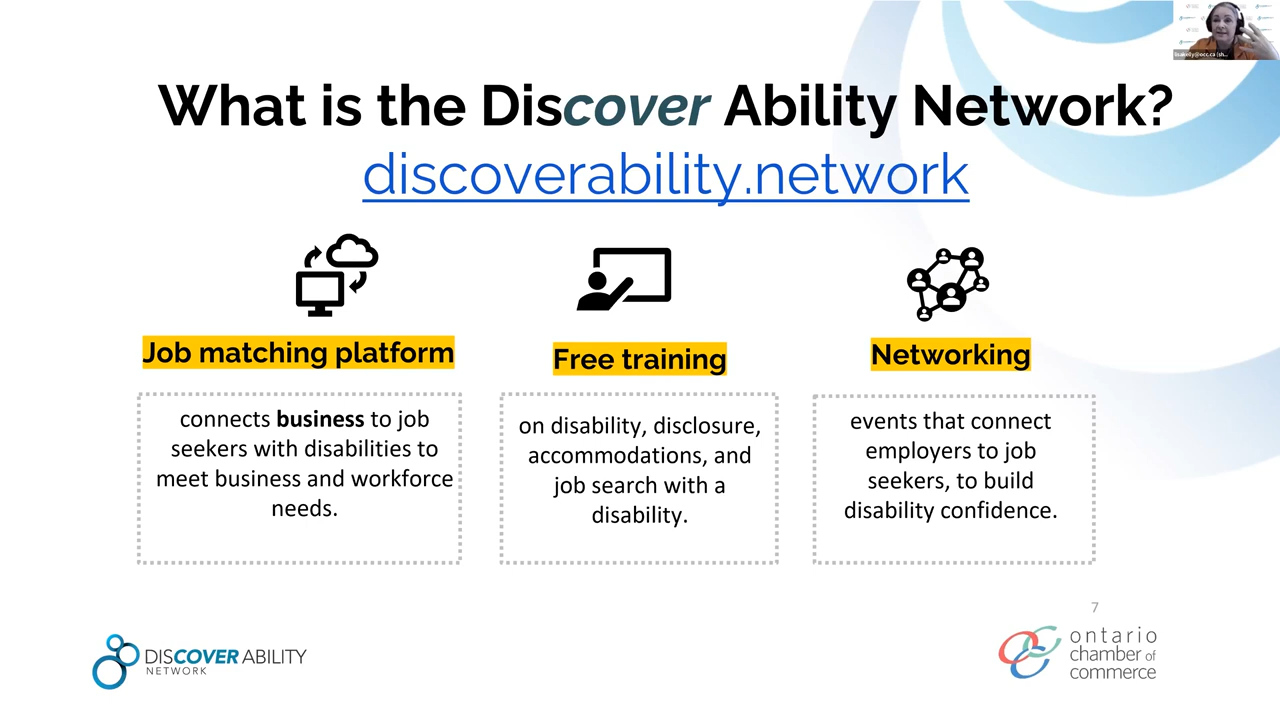 What is the Discover Ability Network?
discoverability.network
Job matching platform
connects business to job
seekers with disabilities to
meet business and workforce
needs.
Free training
on disability, disclosure,
accommodations, and
job search with a
disability.
Networking
events that connect
employers to job
seekers, to build
disability confidence.
7
DISCOVER ABILITY
NETWORK
ontario
chamber of
commerce